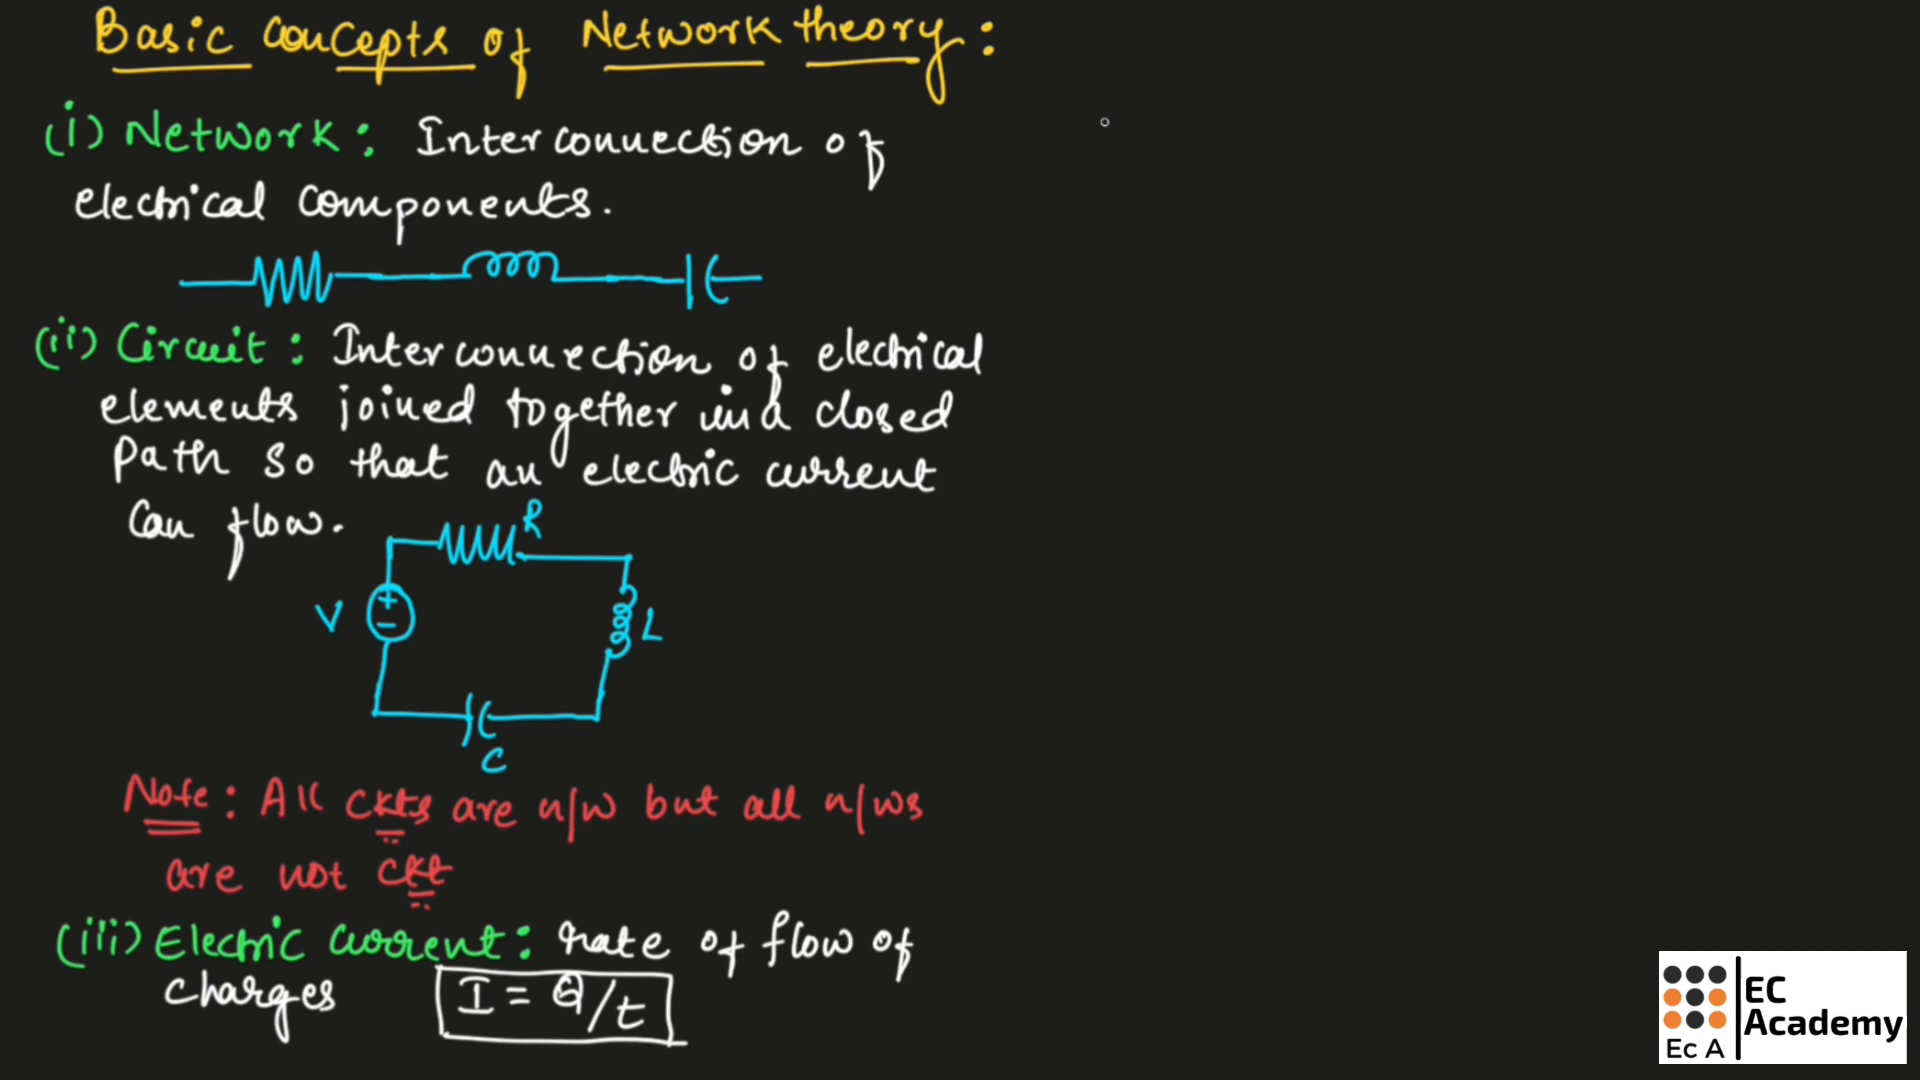 Basic concepts of Network theory:
(i) Network: Interconnection of
electrical components.
(ii) Circuit: Interconnection of electrical
elements joined together in a closed
Path so that an electric current
Can flow.
R
V
+
-
L
C
Note: All ckts are n/w but all n/ws
are not ckt
(iii) Electric current: rate of flow of
charges I = Q/t
EC
Academy
Ec A